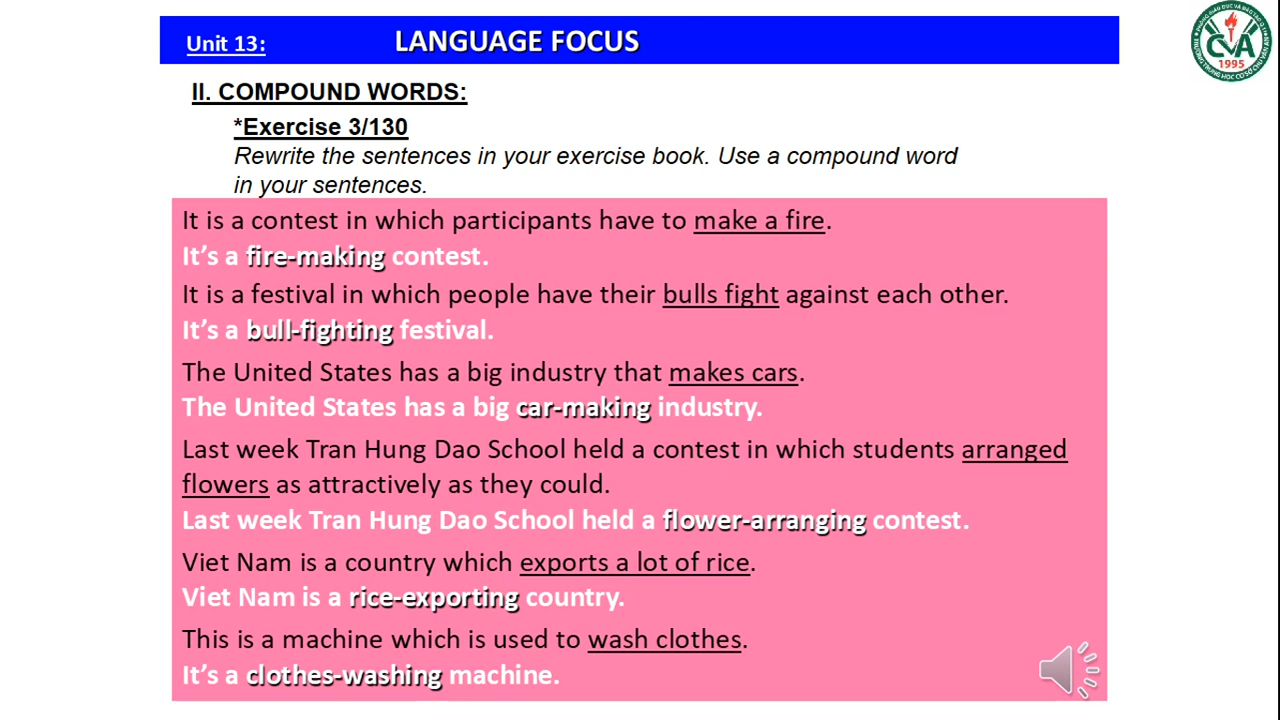 Unit 13: LANGUAGE FOCUS
II. COMPOUND WORDS:
*Exercise 3/130
Rewrite the sentences in your exercise book. Use a compound word
in your sentences.
It is a contest in which participants have to make a fire.
It’s a fire-making contest.
It is a festival in which people have their bulls fight against each other.
It’s a bull-fighting festival.
The United States has a big industry that makes cars.
The United States has a big car-making industry.
Last week Tran Hung Dao School held a contest in which students arranged
flowers as attractively as they could.
Last week Tran Hung Dao School held a flower-arranging contest.
Viet Nam is a country which exports a lot of rice.
Viet Nam is a rice-exporting country.
This is a machine which is used to wash clothes.
It’s a clothes-washing machine.
CVA
1995